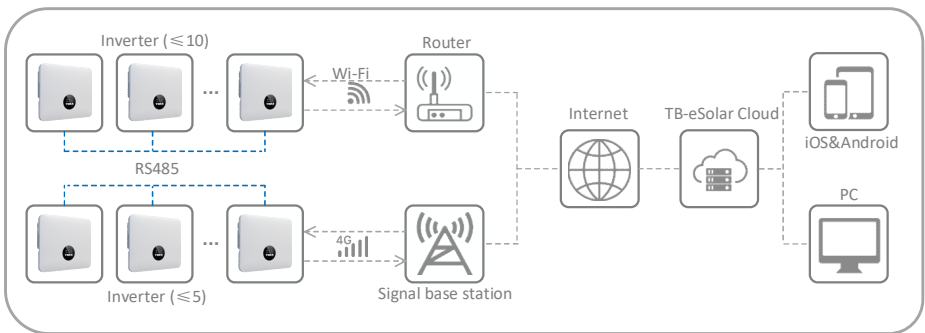 Inverter (≤10)
Router
Wi-Fi
...
Internet
TB-eSolar Cloud
iOS&Android
RS485
PC
...
4G
Inverter (≤5)
Signal base station